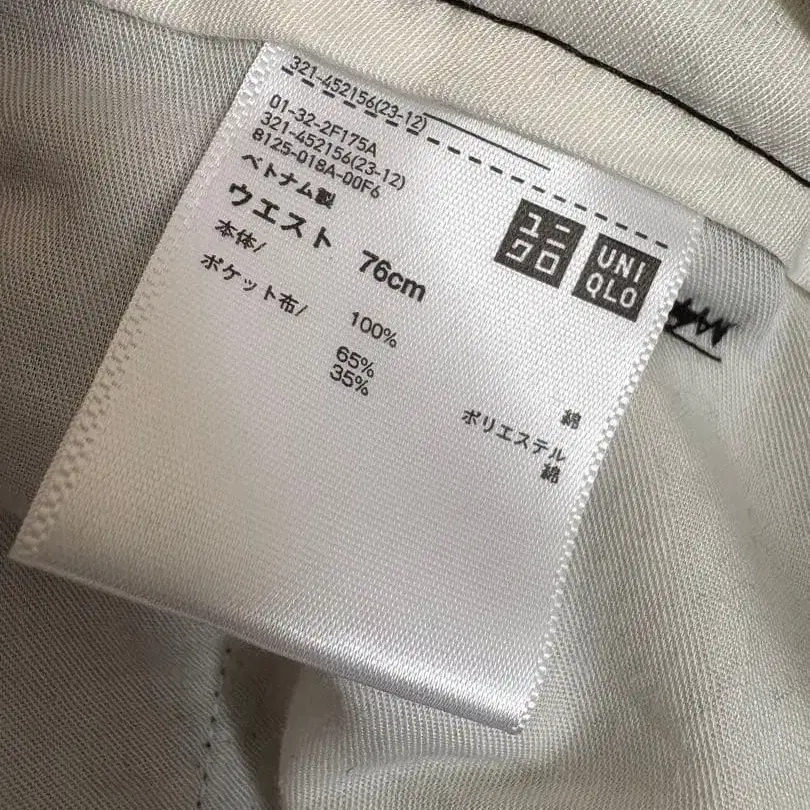 321-452156(23-12)
01-32-2F175A
321-452156(23-12)
8125-018A-00F6
ベトナム製
ウエスト 76cm
ユニ
クロ
UNI
QLO
本体/ 100% 綿
ポケット布/ 65% ポリエステル
35% 綿